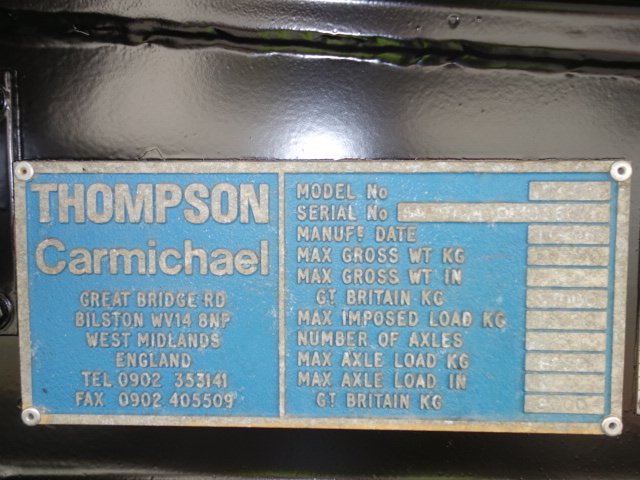 THOMPSON
Carmichael
GREAT BRIDGE RD
BILSTON WV14 8NP
WEST MIDLANDS
ENGLAND
TEL 0902 353141
FAX 0902 405509
MODEL No
SERIAL No
MANUFR DATE
MAX GROSS WT KG
MAX GROSS WT IN
GT BRITAIN KG
MAX IMPOSED LOAD KG
NUMBER OF AXLES
MAX AXLE LOAD KG
MAX AXLE LOAD IN
GT BRITAIN KG